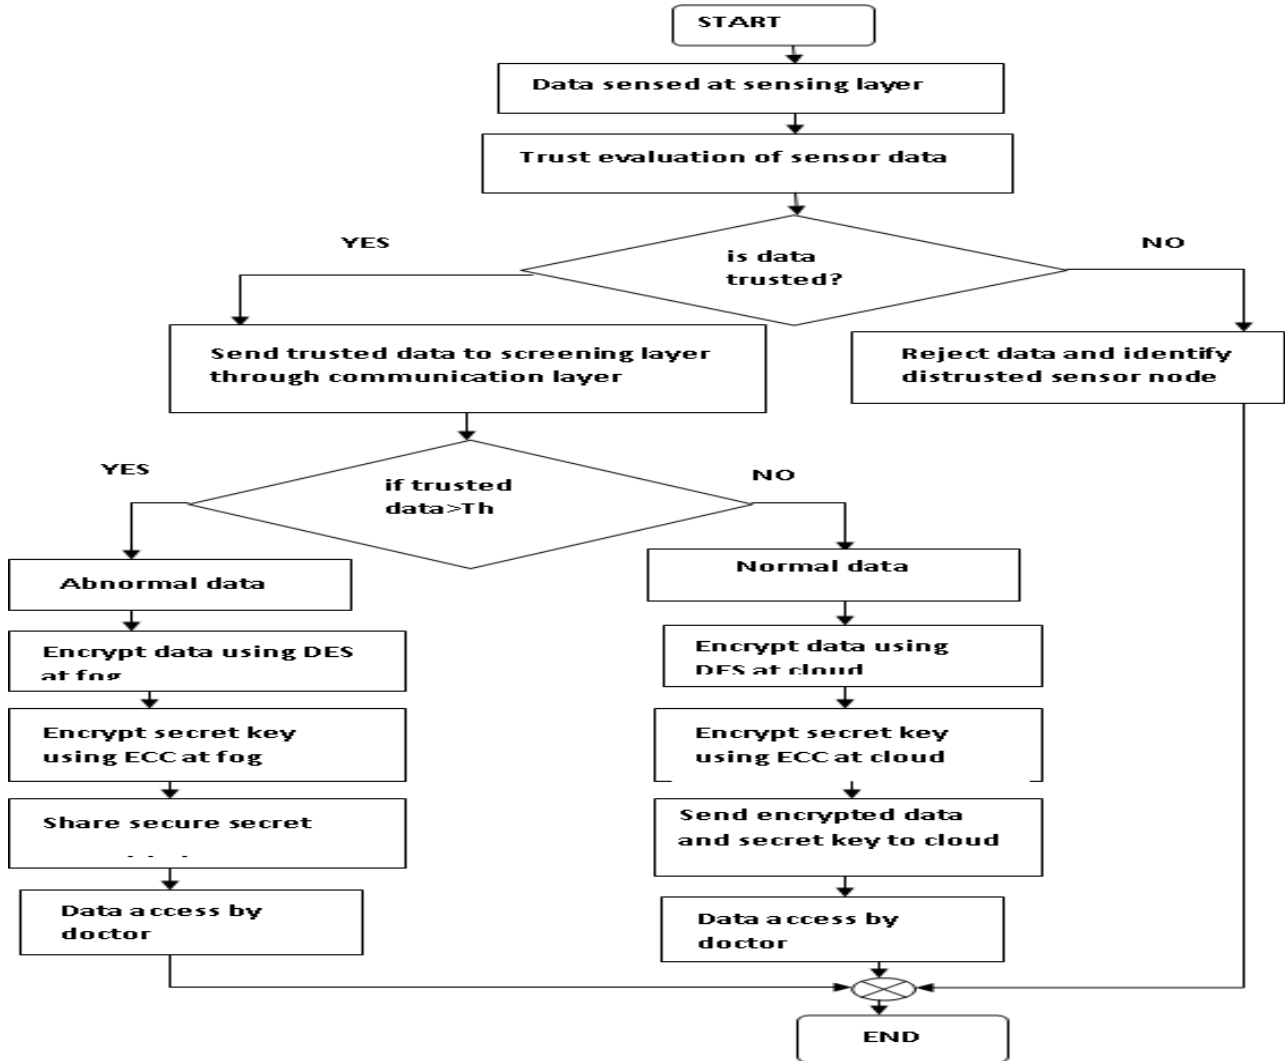 START
Data sensed at sensing layer
Trust evaluation of sensor data
is data
trusted?
YES
NO
Send trusted data to screening layer
through communication layer
Reject data and identify
distrusted sensor node
if trusted
data>Th
YES
NO
Abnormal data
Normal data
Encrypt data using DES
at fog
Encrypt data using
DES at cloud
Encrypt secret key
using ECC at fog
Encrypt secret key
using ECC at cloud
Share secure secret
Send encrypted data
and secret key to cloud
Data access by
doctor
Data access by
doctor
END